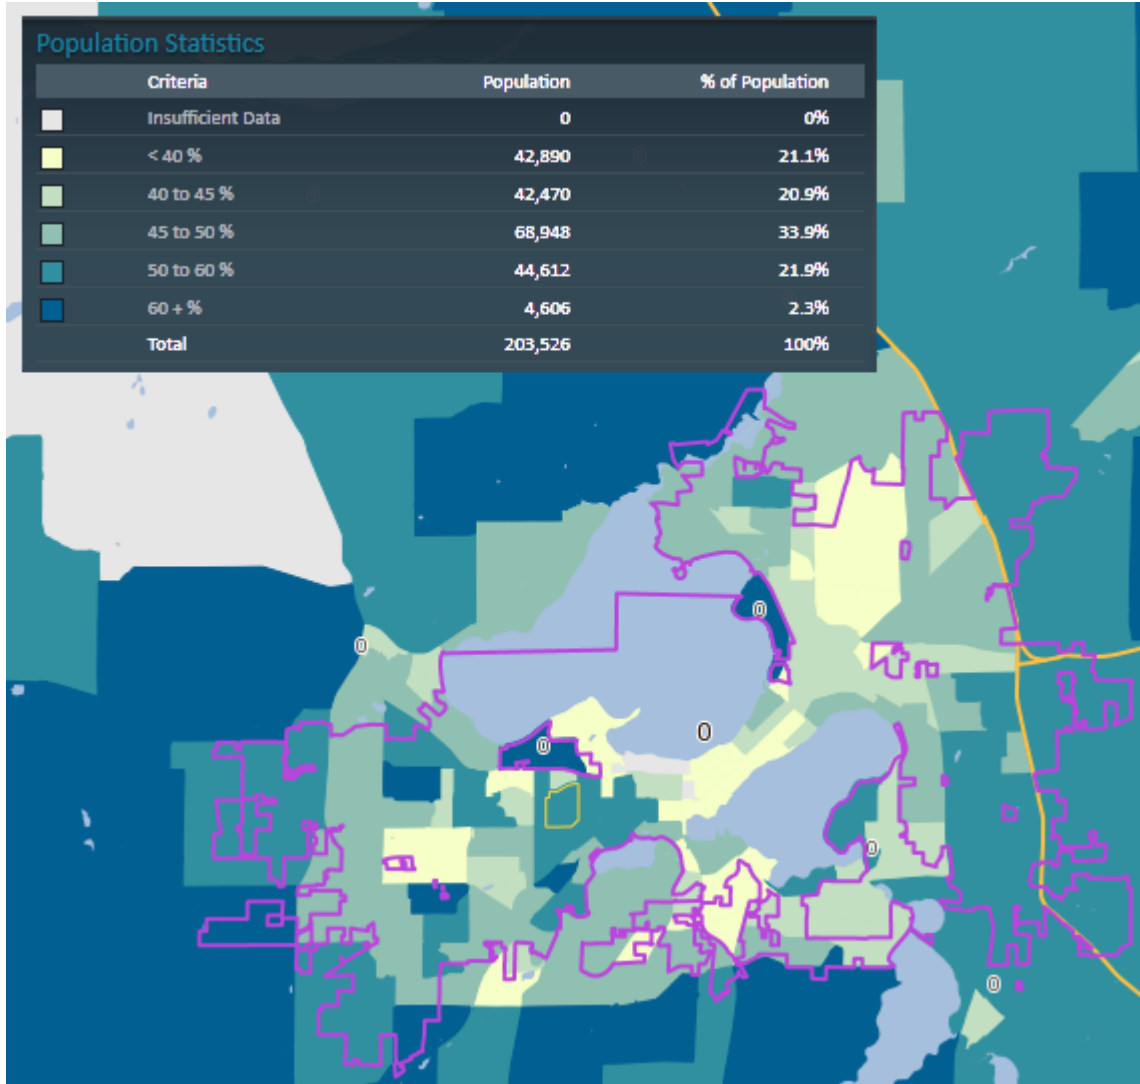 Population Statistics
Criteria Population % of Population
Insufficient Data 0 0%
< 40 % 42,890 21.1%
40 to 45 % 42,470 20.9%
45 to 50 % 68,948 33.9%
50 to 60 % 44,612 21.9%
60 + % 4,606 2.3%
Total 203,526 100%
0
0
0
0
0
0